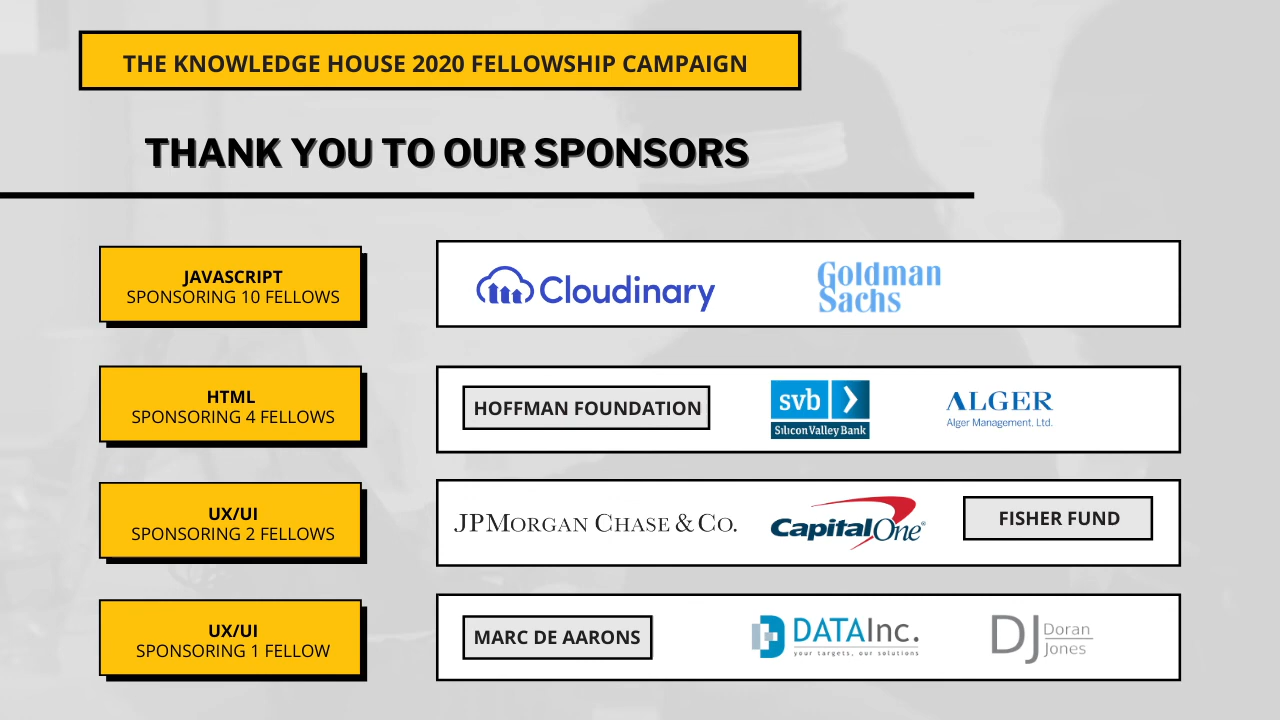 THE KNOWLEDGE HOUSE 2020 FELLOWSHIP CAMPAIGN
THANK YOU TO OUR SPONSORS
JAVASCRIPT
SPONSORING 10 FELLOWS
Cloudinary
Goldman
Sachs
HTML
SPONSORING 4 FELLOWS
HOFFMAN FOUNDATION
svb
Silicon Valley Bank
ALGER
Alger Management, Ltd.
UX/UI
SPONSORING 2 FELLOWS
JPMORGAN CHASE & CO.
Capital One®
FISHER FUND
UX/UI
SPONSORING 1 FELLOW
MARC DE AARONS
DATAInc.
your targets, our solutions
DJ
Doran
Jones